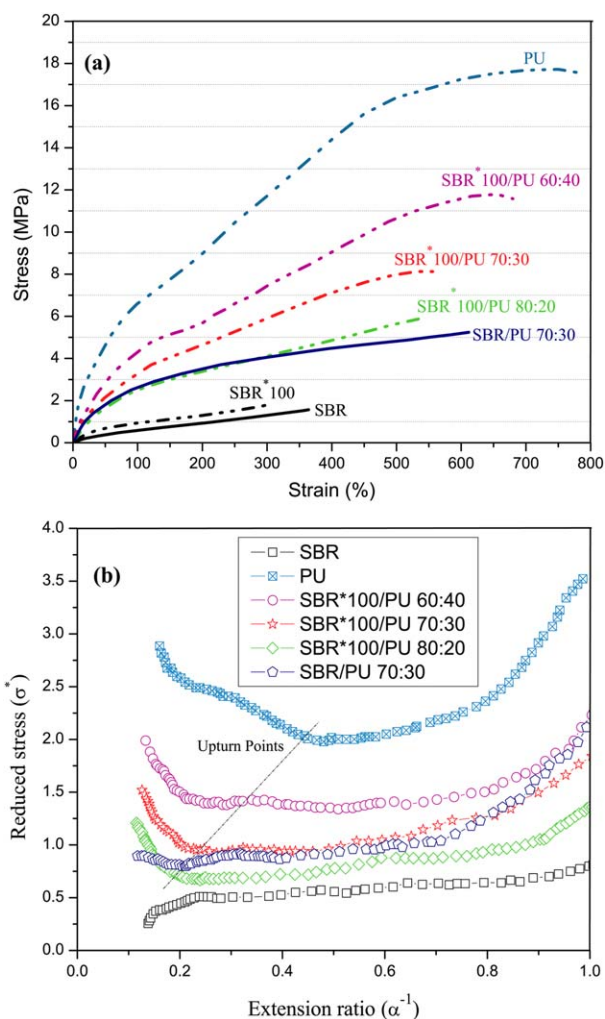 (a)
20
18
16
14
12
10
8
6
4
2
0
Stress (MPa)
PU
SBR*100/PU 60:40
SBR*100/PU 70:30
SBR*100/PU 80:20
SBR/PU 70:30
SBR*100
SBR
0 100 200 300 400 500 600 700 800
Strain (%)
(b)
4.0
3.5
3.0
2.5
2.0
1.5
1.0
0.5
0.0
Reduced stress (σ*)
SBR
PU
SBR*100/PU 60:40
SBR*100/PU 70:30
SBR*100/PU 80:20
SBR/PU 70:30
Upturn Points
0.0 0.2 0.4 0.6 0.8 1.0
Extension ratio (α⁻¹)